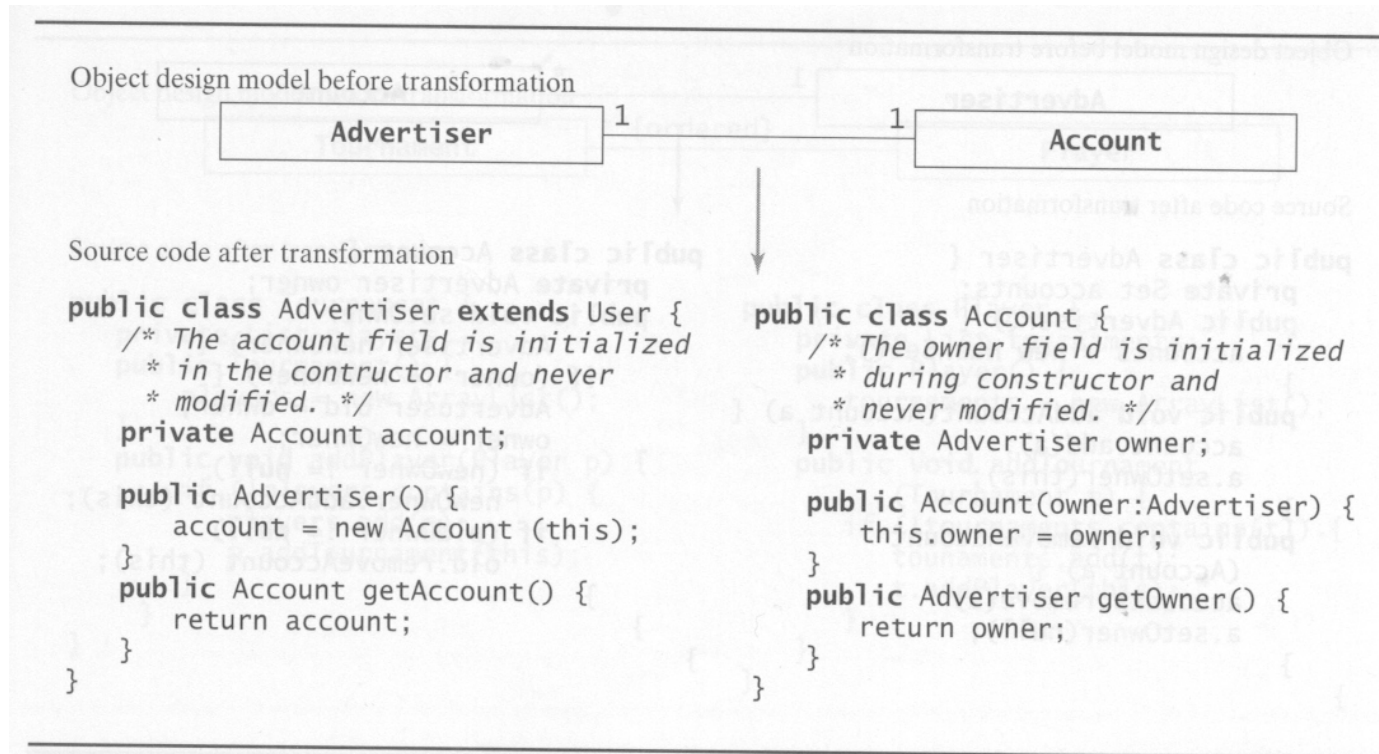 Object design model before transformation
Advertiser 1 1 Account
Source code after transformation
public class Advertiser extends User {
/* The account field is initialized
* in the constructor and never
* modified. */
private Account account;
public Advertiser() {
account = new Account(this);
}
public Account getAccount() {
return account;
}
}
public class Account {
/* The owner field is initialized
* during constructor and
* never modified. */
private Advertiser owner;
public Account(owner:Advertiser) {
this.owner = owner;
}
public Advertiser getOwner() {
return owner;
}
}